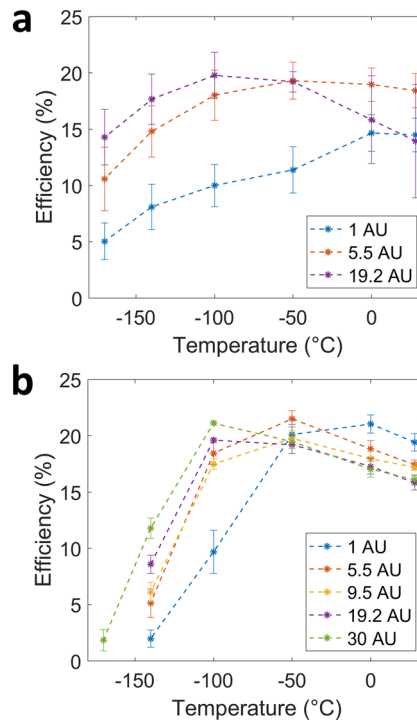 a
25
20
15
10
5
0
Efficiency (%)
-150 -100 -50 0
Temperature (°C)
1 AU
5.5 AU
19.2 AU
b
25
20
15
10
5
0
Efficiency (%)
-150 -100 -50 0
Temperature (°C)
1 AU
5.5 AU
9.5 AU
19.2 AU
30 AU